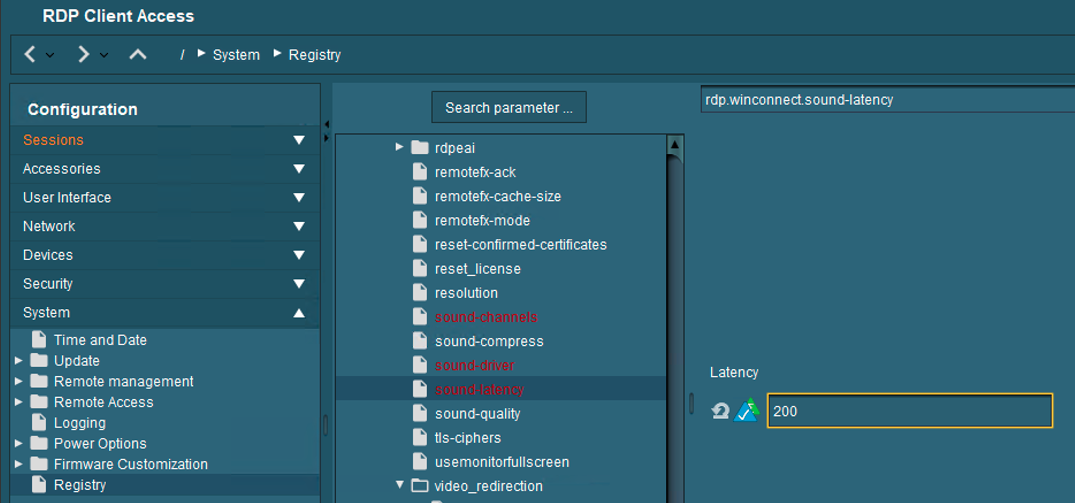 RDP Client Access
/ System Registry
Configuration
Sessions
Accessories
User Interface
Network
Devices
Security
System
Time and Date
Update
Remote management
Remote Access
Logging
Power Options
Firmware Customization
Registry
Search parameter ...
rdpeai
remotefx-ack
remotefx-cache-size
remotefx-mode
reset-confirmed-certificates
reset_license
resolution
sound-channels
sound-compress
sound-driver
sound-latency
sound-quality
tls-ciphers
usemonitorfullscreen
video_redirection
rdp.winconnect.sound-latency
Latency
200